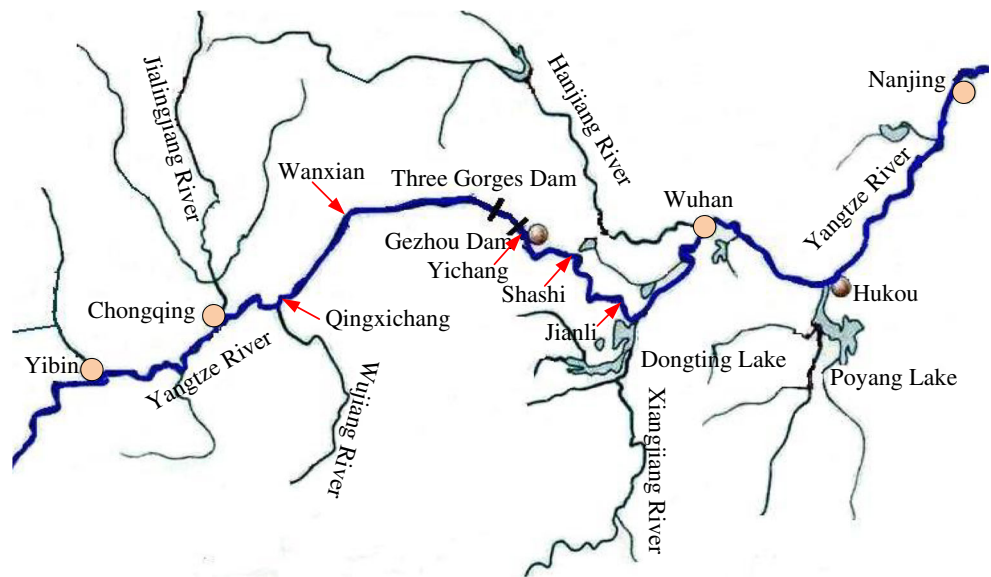 Nanjing
Jialingjiang River
Hanjiang River
Wanxian
Three Gorges Dam
Wuhan
Yangtze River
Gezhou Dam
Yichang
Shashi
Chongqing
Qingxichang
Hukou
Jianli
Yibin
Yangtze River
Dongting Lake
Poyang Lake
Wujiang River
Xiangjiang River